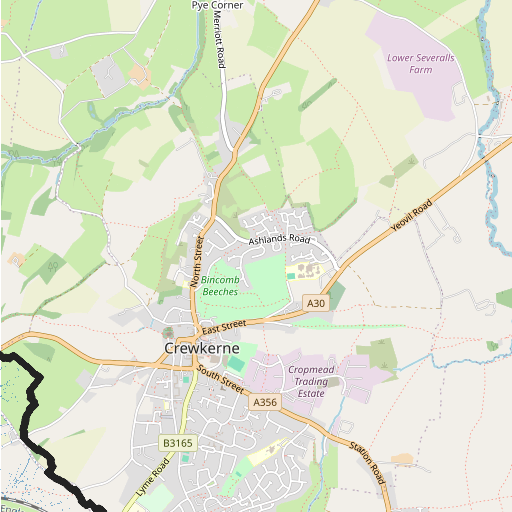 Pye Corner
Merriott Road
Lower Severalls
Farm
Yeovil Road
Ashlands Road
North Street
Bincomb
Beeches
A30
East Street
Crewkerne
South Street
Cropmead
Trading
Estate
A356
B3165
Station Road
Lyme Road